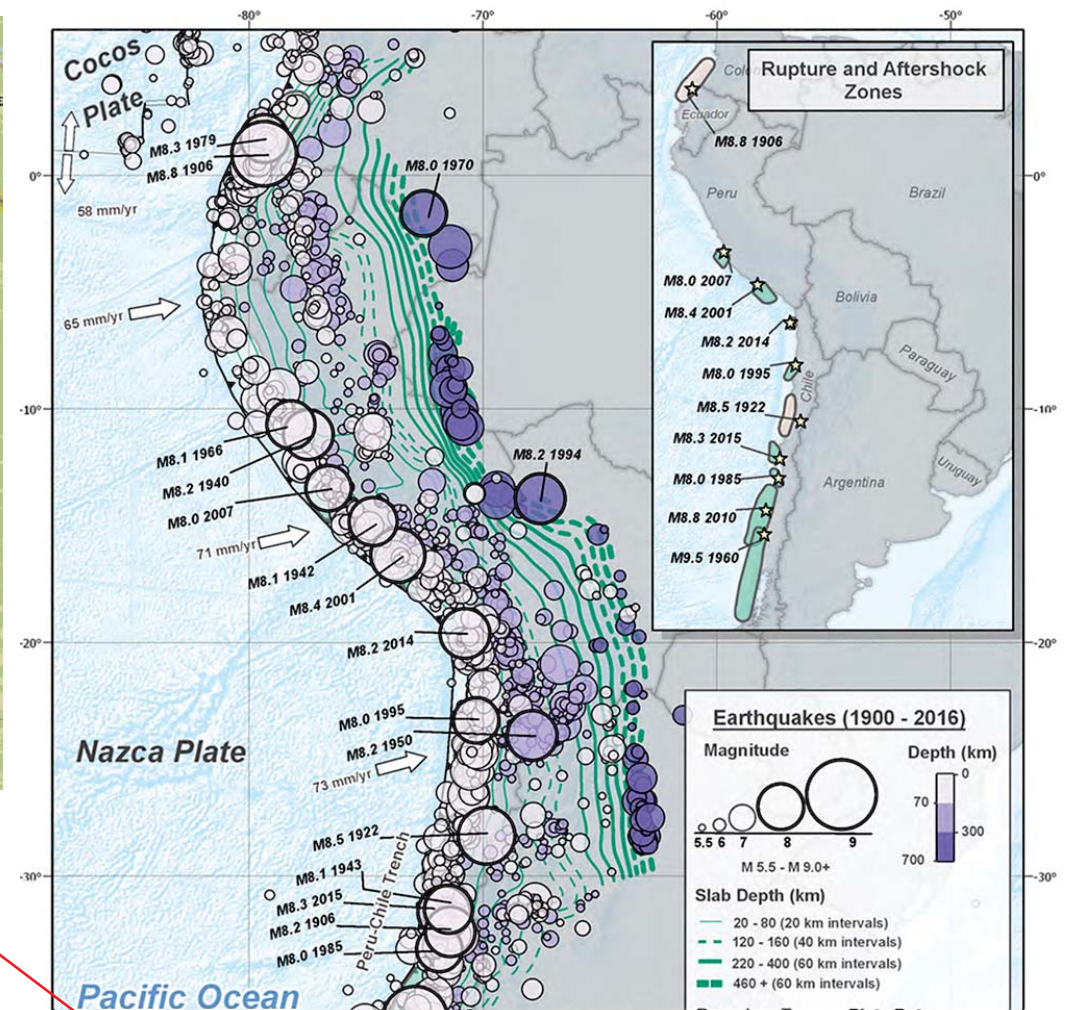 -80°
-70°
-60°
-50°
Cocos
Plate
M8.3 1979
M8.8 1906
0°
58 mm/yr
M8.0 1970
65 mm/yr
-10°
M8.1 1966
M8.2 1940
M8.0 2007
M8.2 1994
71 mm/yr
M8.1 1942
M8.4 2001
-20°
M8.2 2014
M8.0 1995
M8.2 1950
Nazca Plate
73 mm/yr
M8.5 1922
M8.1 1943
-30°
M8.3 2015
M8.2 1906
M8.0 1985
Peru-Chile Trench
Pacific Ocean
Rupture and Aftershock
Zones
Ecuador
M8.8 1906
Peru
Brazil
0°
M8.0 2007
Bolivia
M8.4 2001
M8.2 2014
Paraguay
M8.0 1995
Chile
M8.5 1922
-10°
M8.3 2015
Uruguay
M8.0 1985
Argentina
M8.8 2010
M9.5 1960
-20°
Earthquakes (1900 - 2016)
Magnitude
Depth (km)
0
70
300
700
5.5 6 7 8 9
M 5.5 - M 9.0+
-30°
Slab Depth (km)
20 - 80 (20 km intervals)
120 - 160 (40 km intervals)
220 - 400 (60 km intervals)
460 + (60 km intervals)